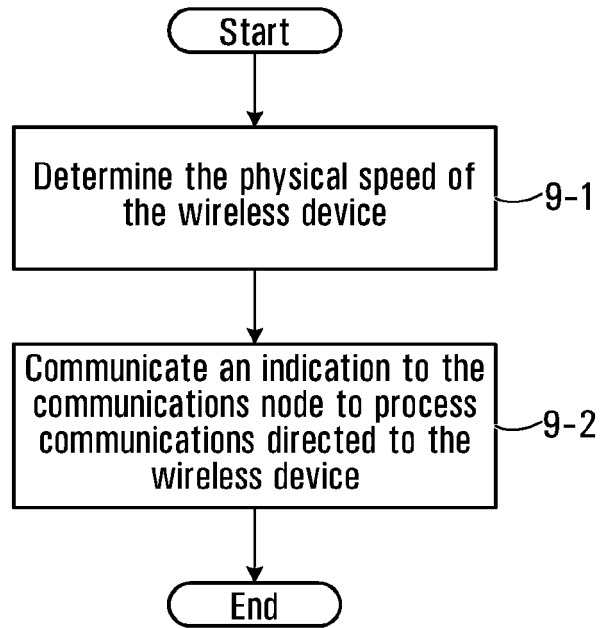 Start
Determine the physical speed of
the wireless device
9-1
Communicate an indication to the
communications node to process
communications directed to the
wireless device
9-2
End